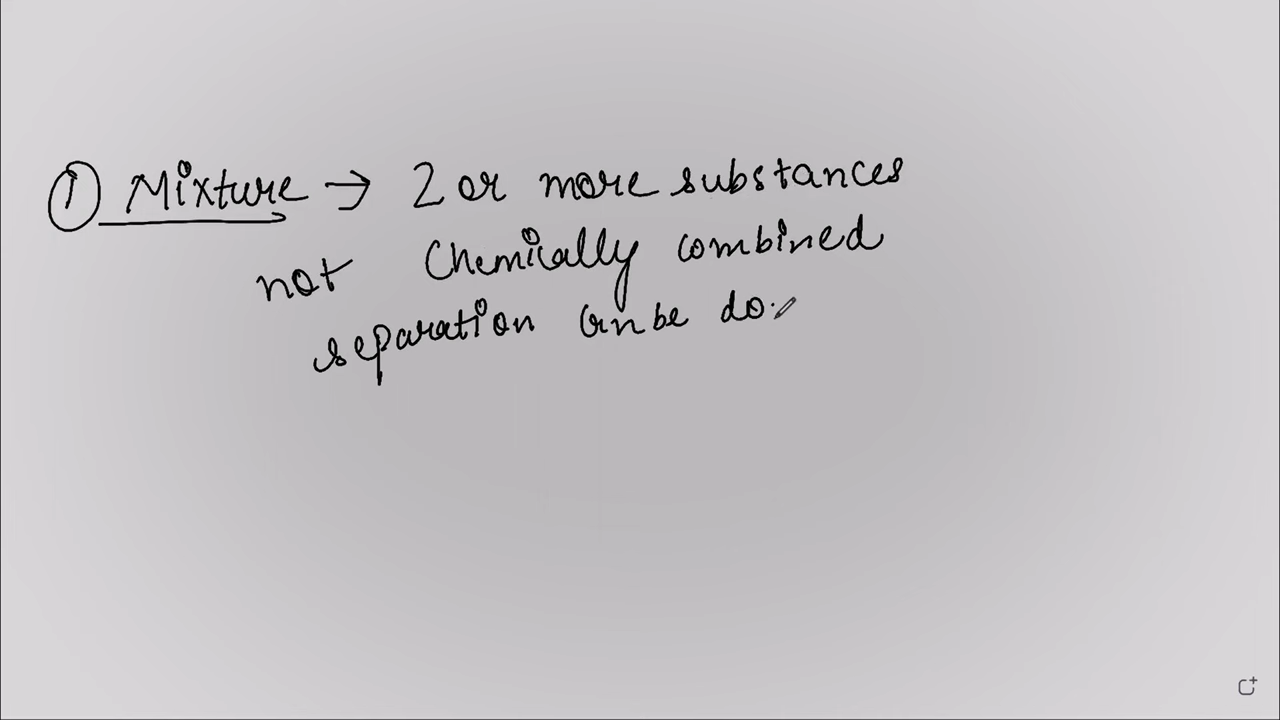 ① Mixture → 2 or more substances
not Chemically combined
separation can be do